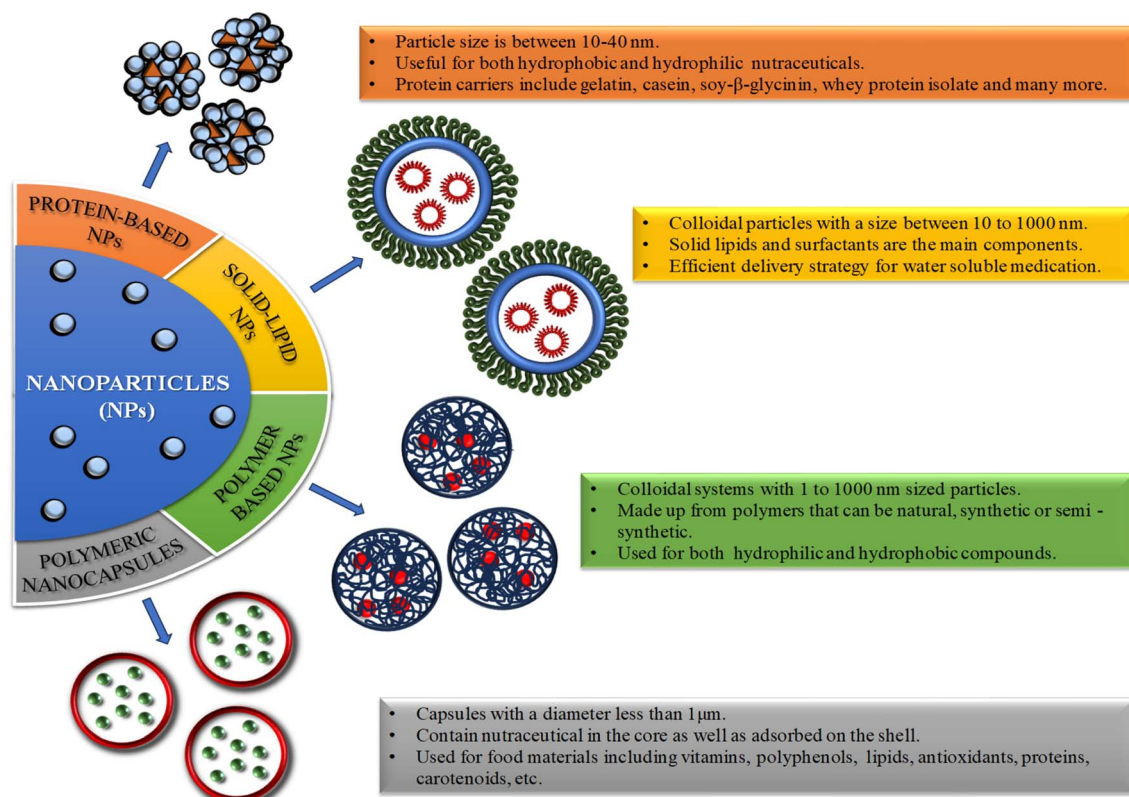 • Particle size is between 10-40 nm.
• Useful for both hydrophobic and hydrophilic nutraceuticals.
• Protein carriers include gelatin, casein, soy-β-glycinin, whey protein isolate and many more.
PROTEIN-BASED
NPs
SOLID-LIPID
NPs
• Colloidal particles with a size between 10 to 1000 nm.
• Solid lipids and surfactants are the main components.
• Efficient delivery strategy for water soluble medication.
NANOPARTICLES
(NPs)
POLYMER
BASED NPs
• Colloidal systems with 1 to 1000 nm sized particles.
• Made up from polymers that can be natural, synthetic or semi -
synthetic.
• Used for both hydrophilic and hydrophobic compounds.
POLYMERIC
NANOCAPSULES
• Capsules with a diameter less than 1μm.
• Contain nutraceutical in the core as well as adsorbed on the shell.
• Used for food materials including vitamins, polyphenols, lipids, antioxidants, proteins,
carotenoids, etc.